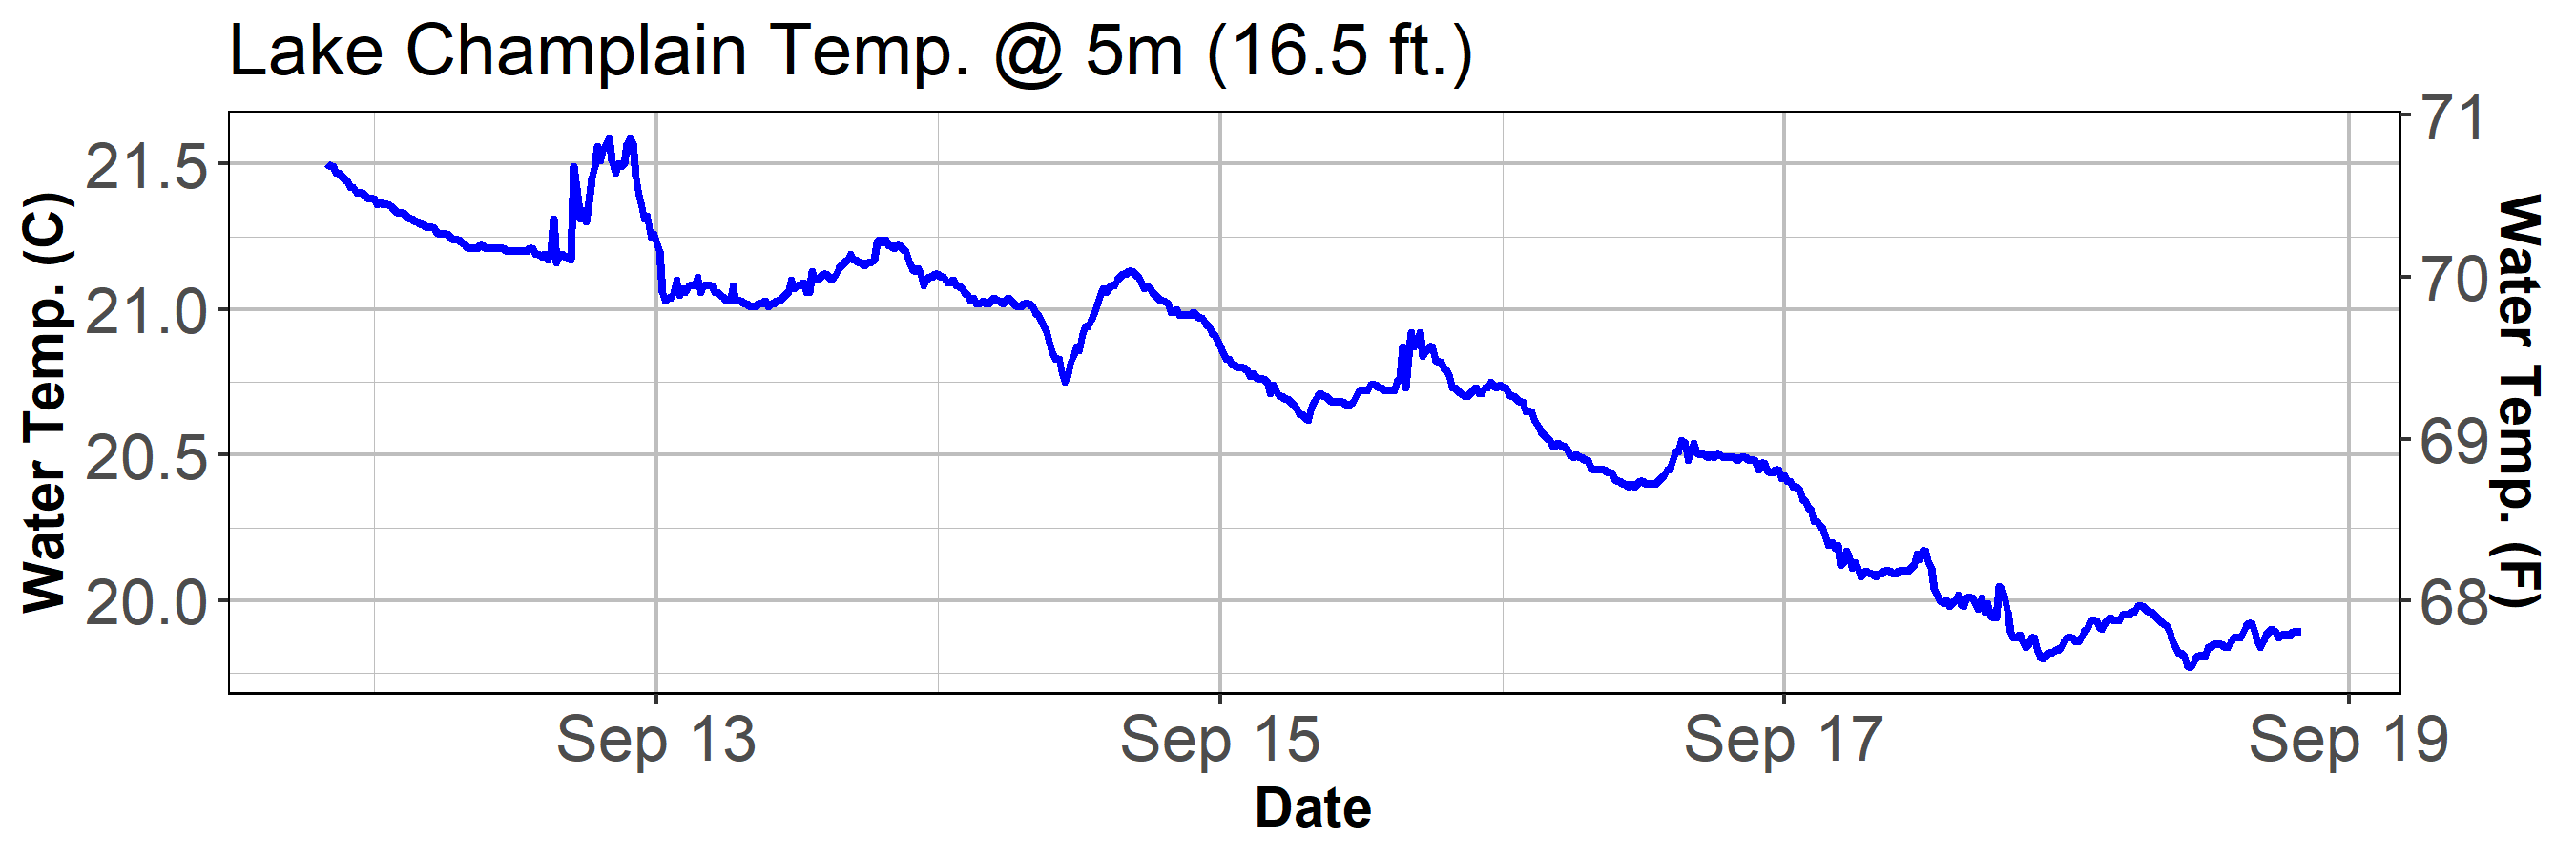 Lake Champlain Temp. @ 5m (16.5 ft.)
Water Temp. (C)
21.5
21.0
20.5
20.0
71
70
69
68
Water Temp. (F)
Sep 13
Sep 15
Sep 17
Sep 19
Date